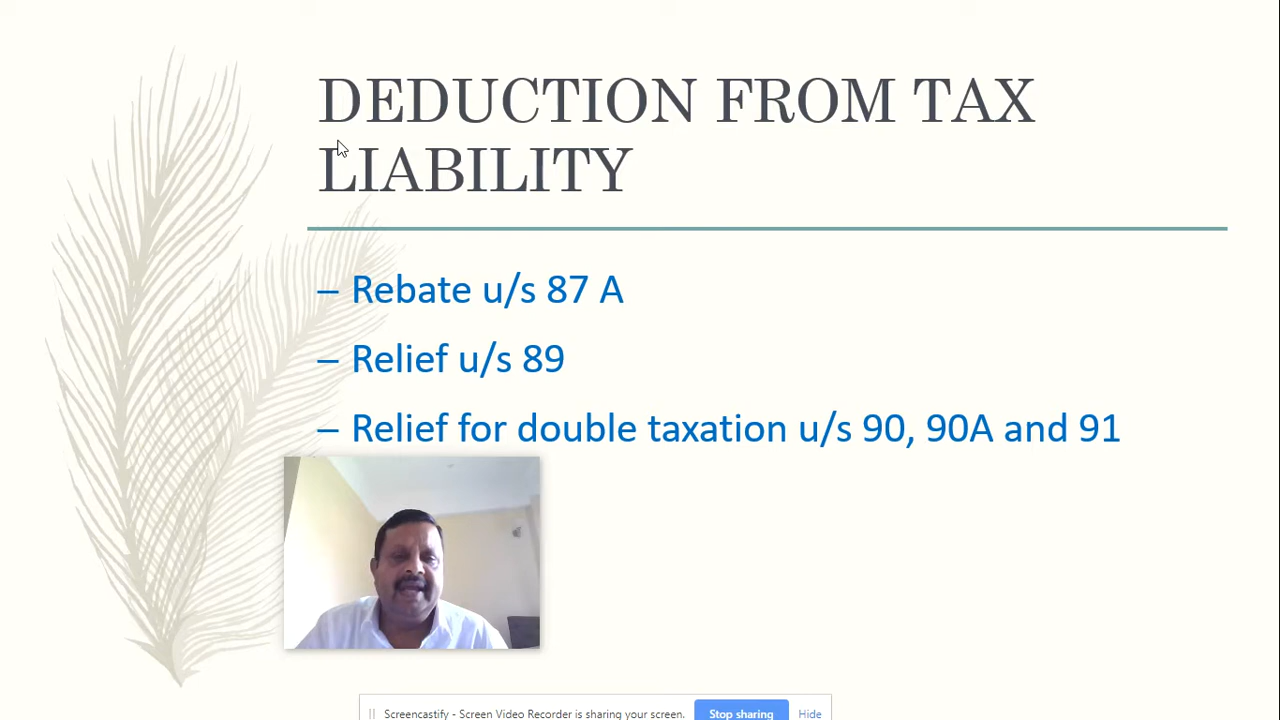 DEDUCTION FROM TAX
LIABILITY
– Rebate u/s 87 A
– Relief u/s 89
– Relief for double taxation u/s 90, 90A and 91
Screencastify - Screen Video Recorder is sharing your screen. Stop sharing Hide